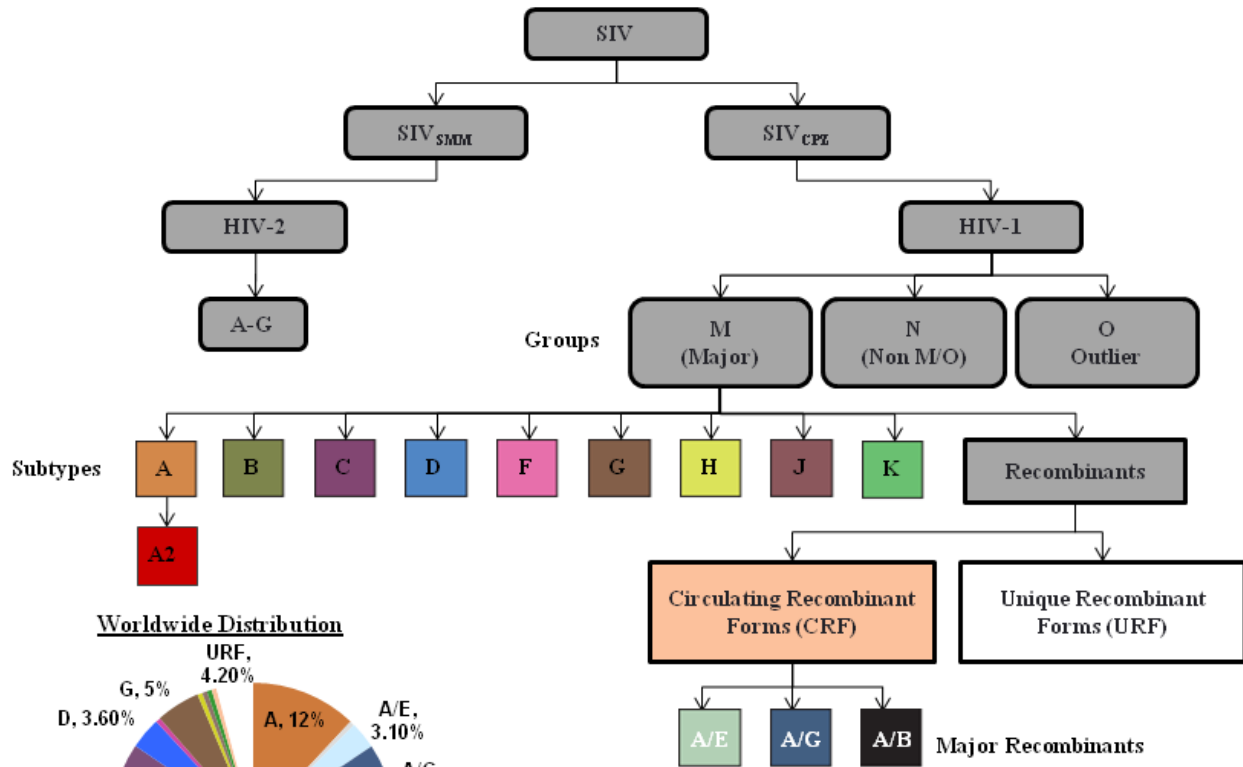 SIV
SIVSMM
SIVCPZ
HIV-2
HIV-1
A-G
Groups
M
(Major)
N
(Non M/O)
O
Outlier
Subtypes
A
B
C
D
F
G
H
J
K
Recombinants
A2
Circulating Recombinant
Forms (CRF)
Unique Recombinant
Forms (URF)
Worldwide Distribution
URF,
4.20%
G, 5%
D, 3.60%
A, 12%
A/E,
3.10%
A/E
A/G
A/B
Major Recombinants